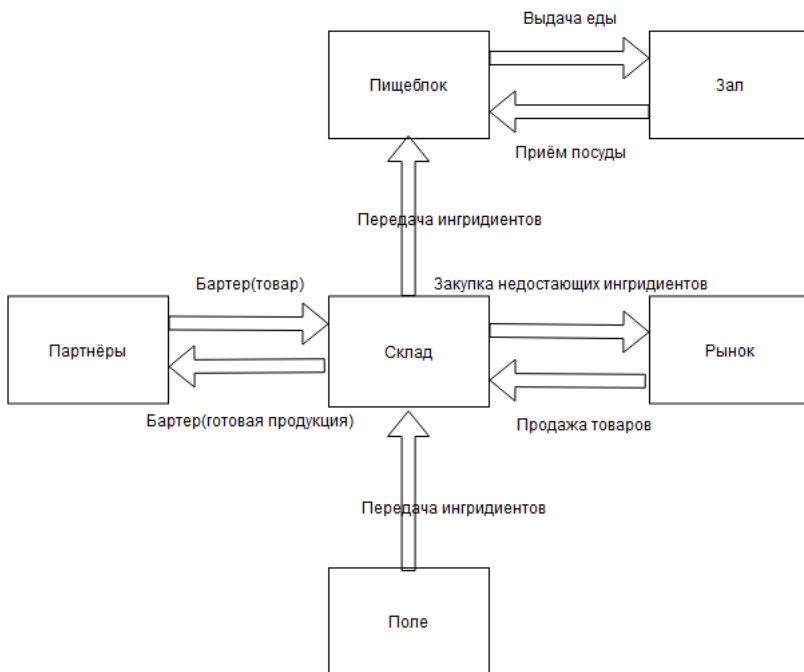 Выдача еды
Пищеблок
Зал
Приём посуды
Передача ингридиентов
Бартер(товар)
Закупка недостающих ингридиентов
Партнёры
Склад
Рынок
Бартер(готовая продукция)
Продажа товаров
Передача ингридиентов
Поле